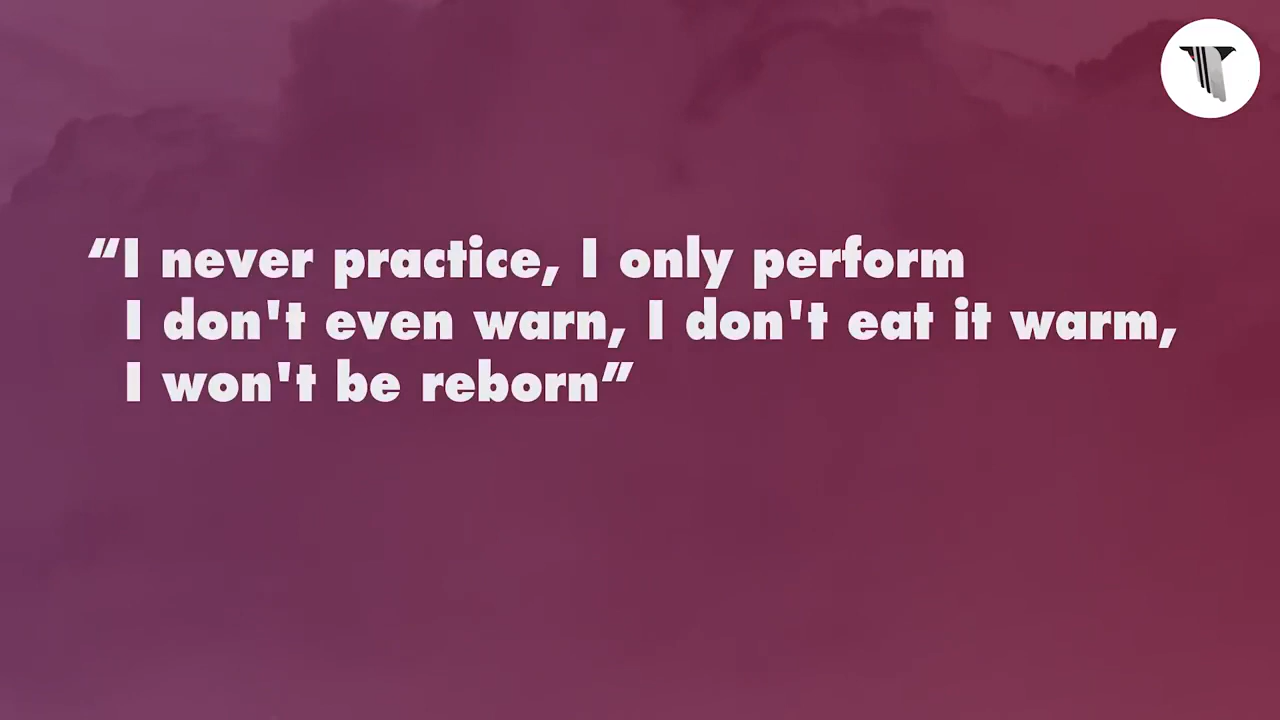 “I never practice, I only perform
I don't even warn, I don't eat it warm,
I won't be reborn”